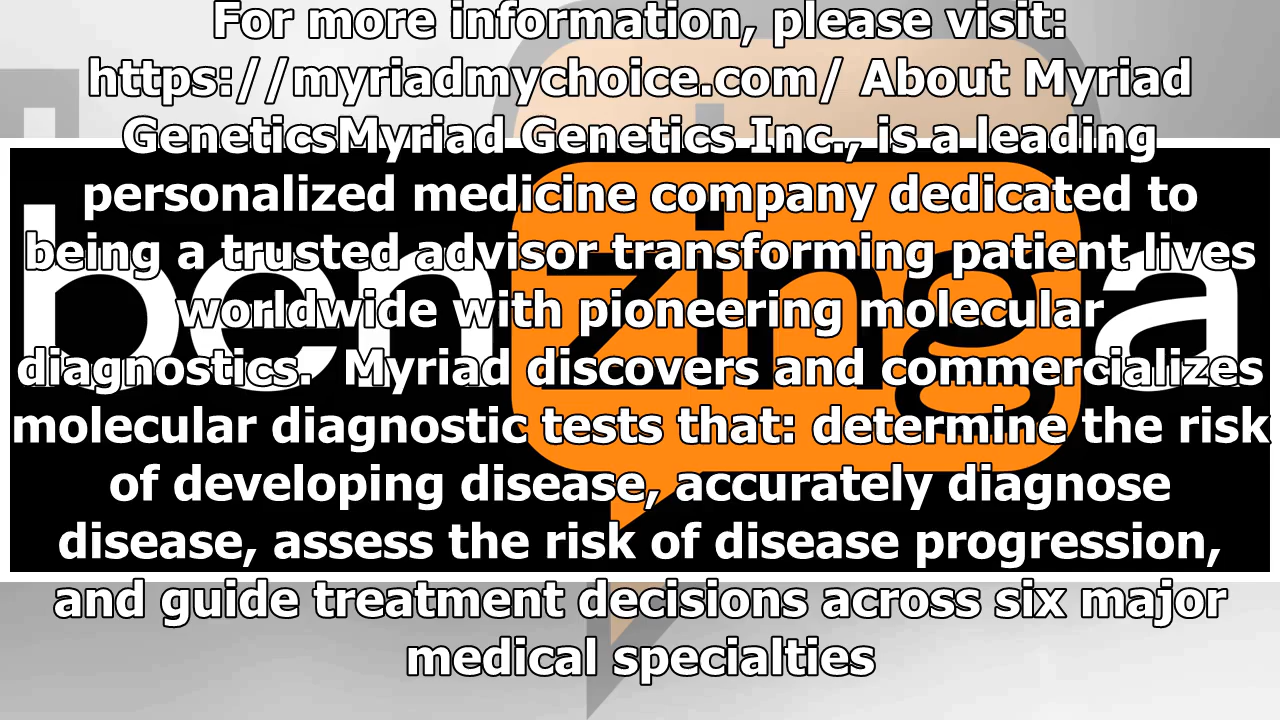 For more information, please visit:
https://myriadmychoice.com/ About Myriad
GeneticsMyriad Genetics Inc., is a leading
personalized medicine company dedicated to
being a trusted advisor transforming patient lives
worldwide with pioneering molecular
diagnostics.  Myriad discovers and commercializes
molecular diagnostic tests that: determine the risk
of developing disease, accurately diagnose
disease, assess the risk of disease progression,
and guide treatment decisions across six major
medical specialties
benzinga